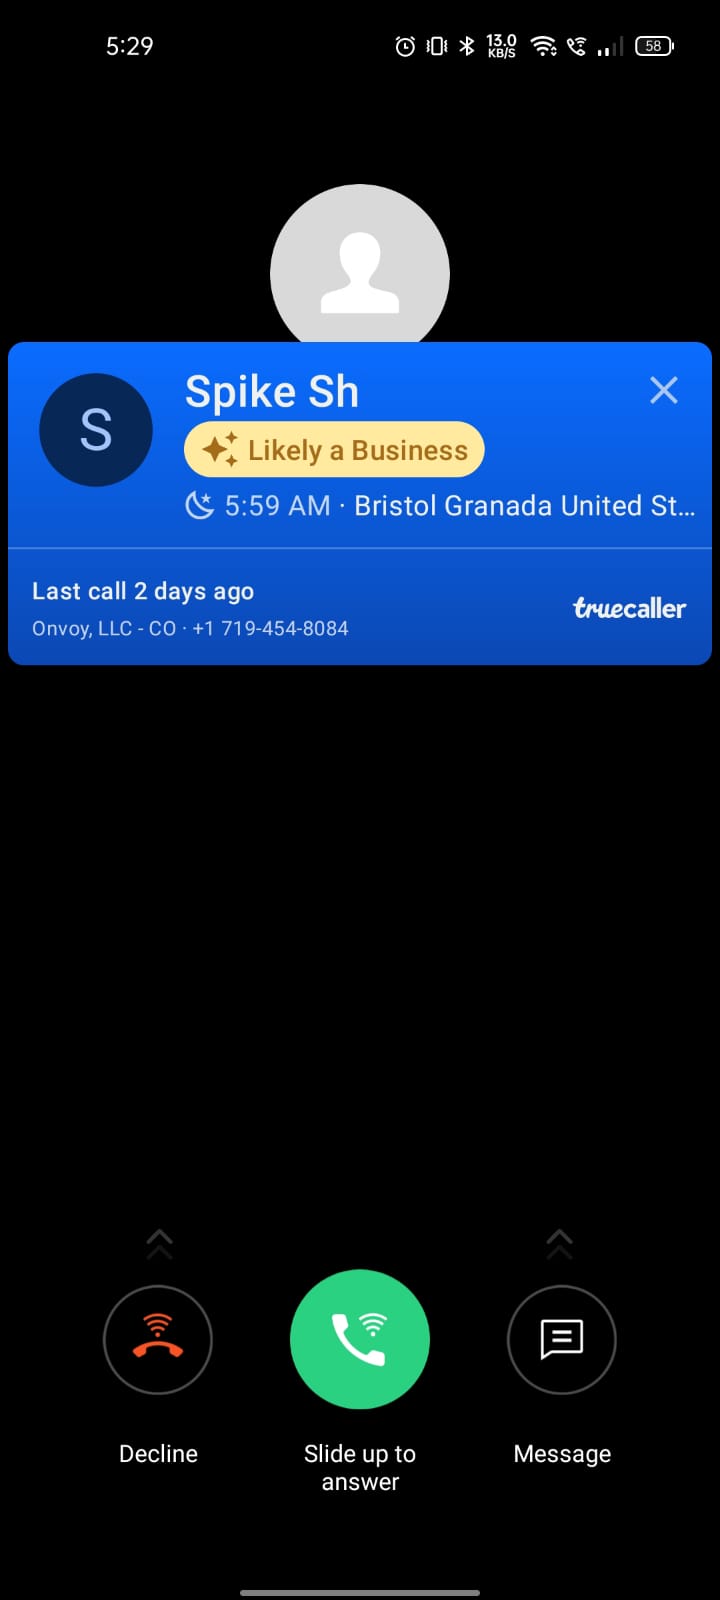 5:29
13.0
KB/S
58
Spike Sh
S
Likely a Business
5:59 AM · Bristol Granada United St...
Last call 2 days ago
Onvoy, LLC - CO · +1 719-454-8084
truecaller
Decline
Slide up to
answer
Message